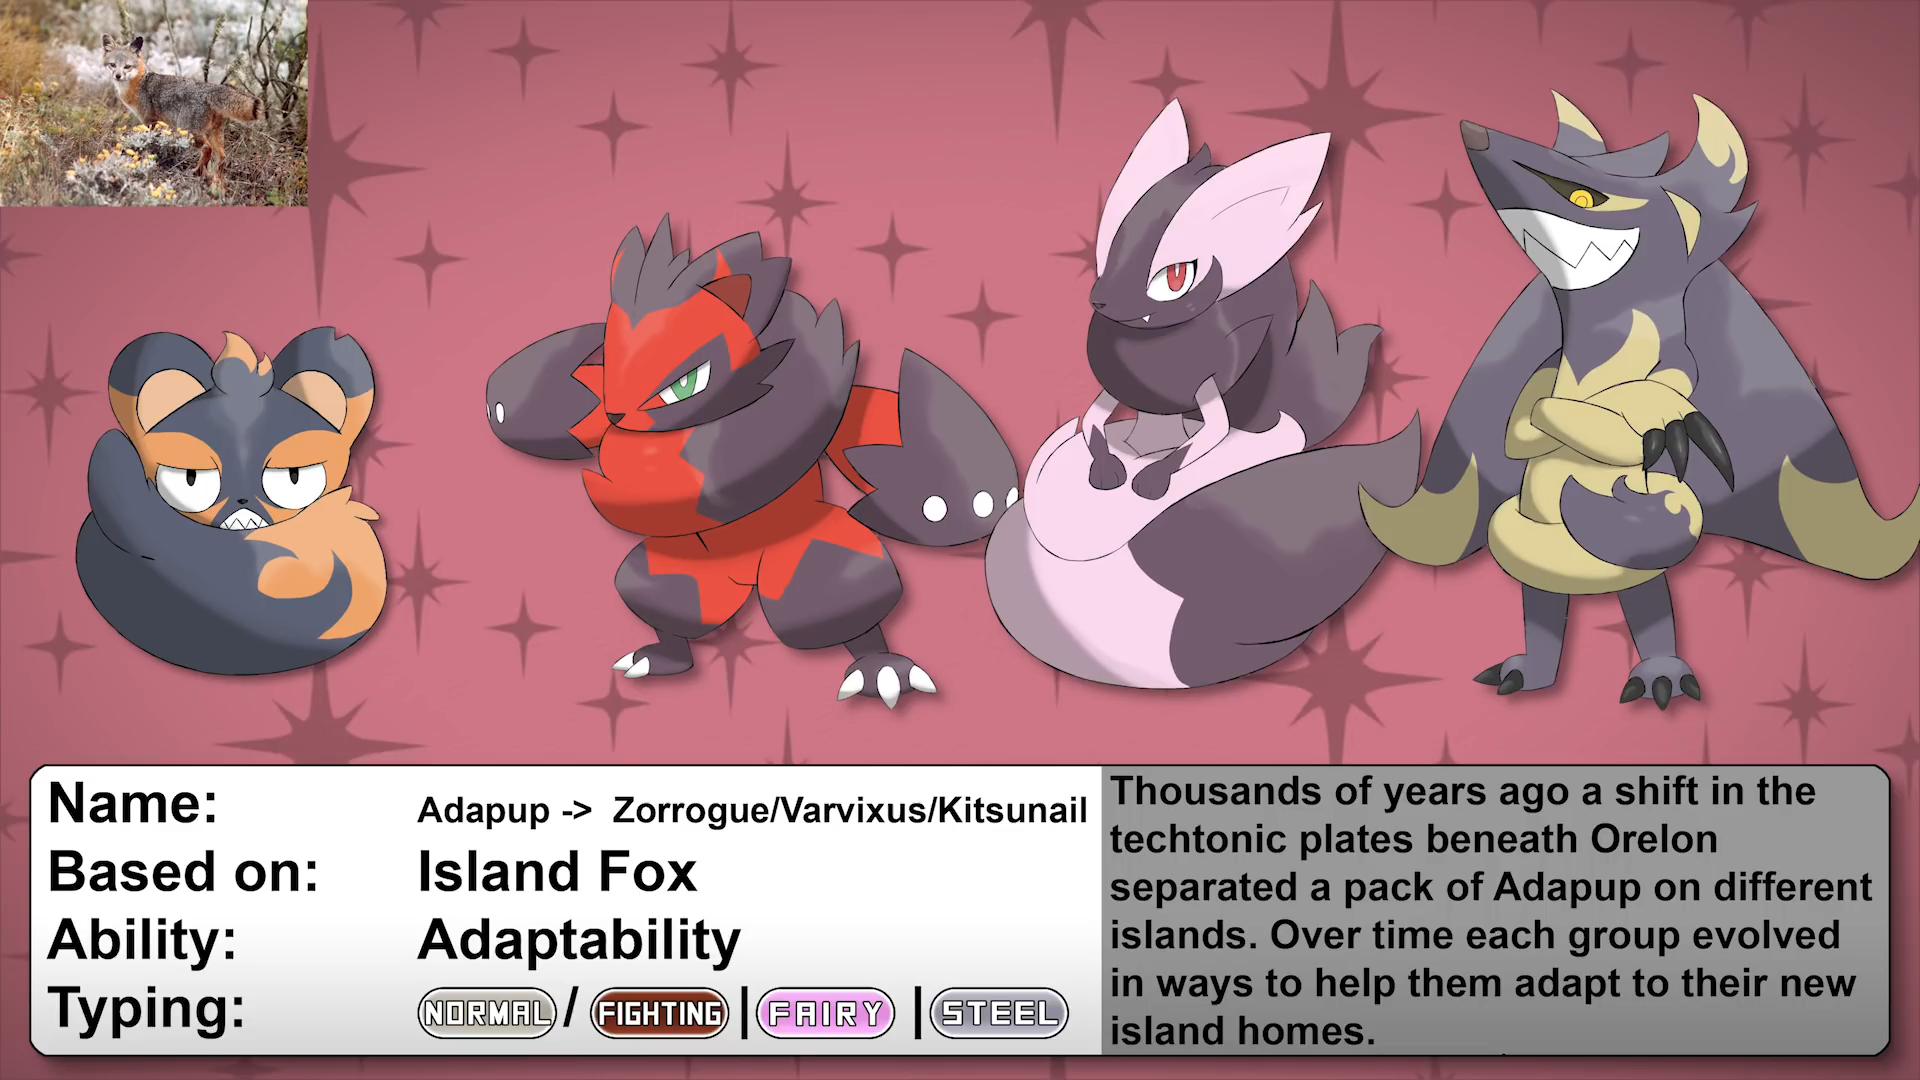 Name: Adapup -> Zorrogue/Varvixus/Kitsunail
Based on: Island Fox
Ability: Adaptability
Typing: NORMAL / FIGHTING | FAIRY | STEEL
Thousands of years ago a shift in the
techtonic plates beneath Orelon
separated a pack of Adapup on different
islands. Over time each group evolved
in ways to help them adapt to their new
island homes.